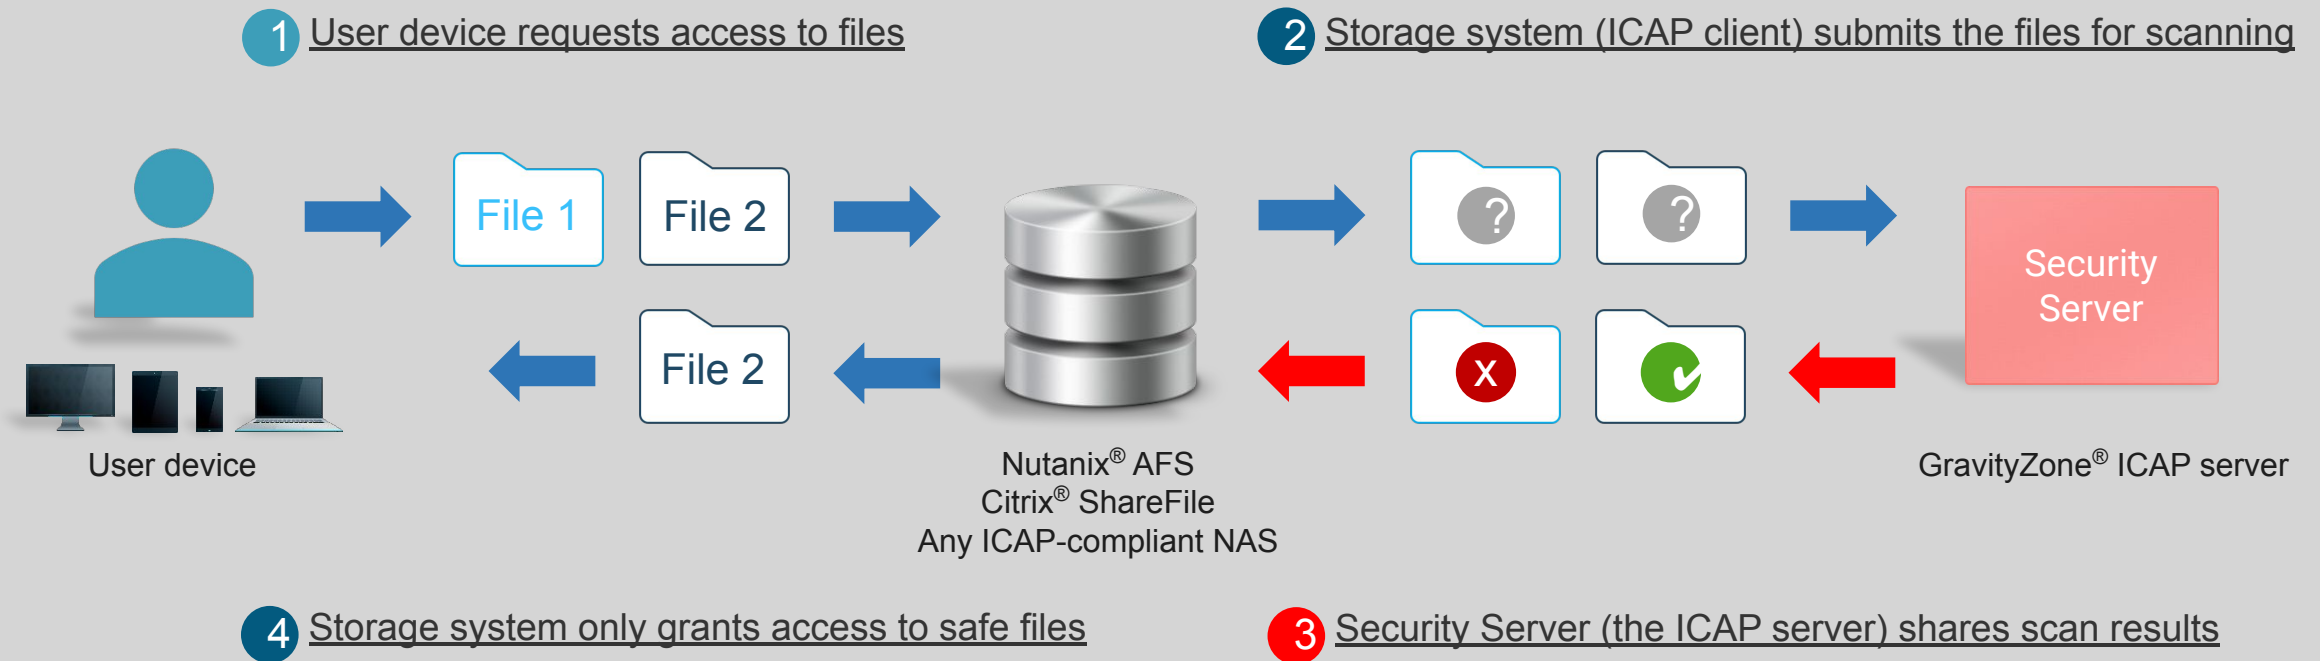 1 User device requests access to files
2 Storage system (ICAP client) submits the files for scanning
File 1
File 2
?
?
Security
Server
File 2
x
✔
User device
Nutanix® AFS
Citrix® ShareFile
Any ICAP-compliant NAS
GravityZone® ICAP server
4 Storage system only grants access to safe files
3 Security Server (the ICAP server) shares scan results